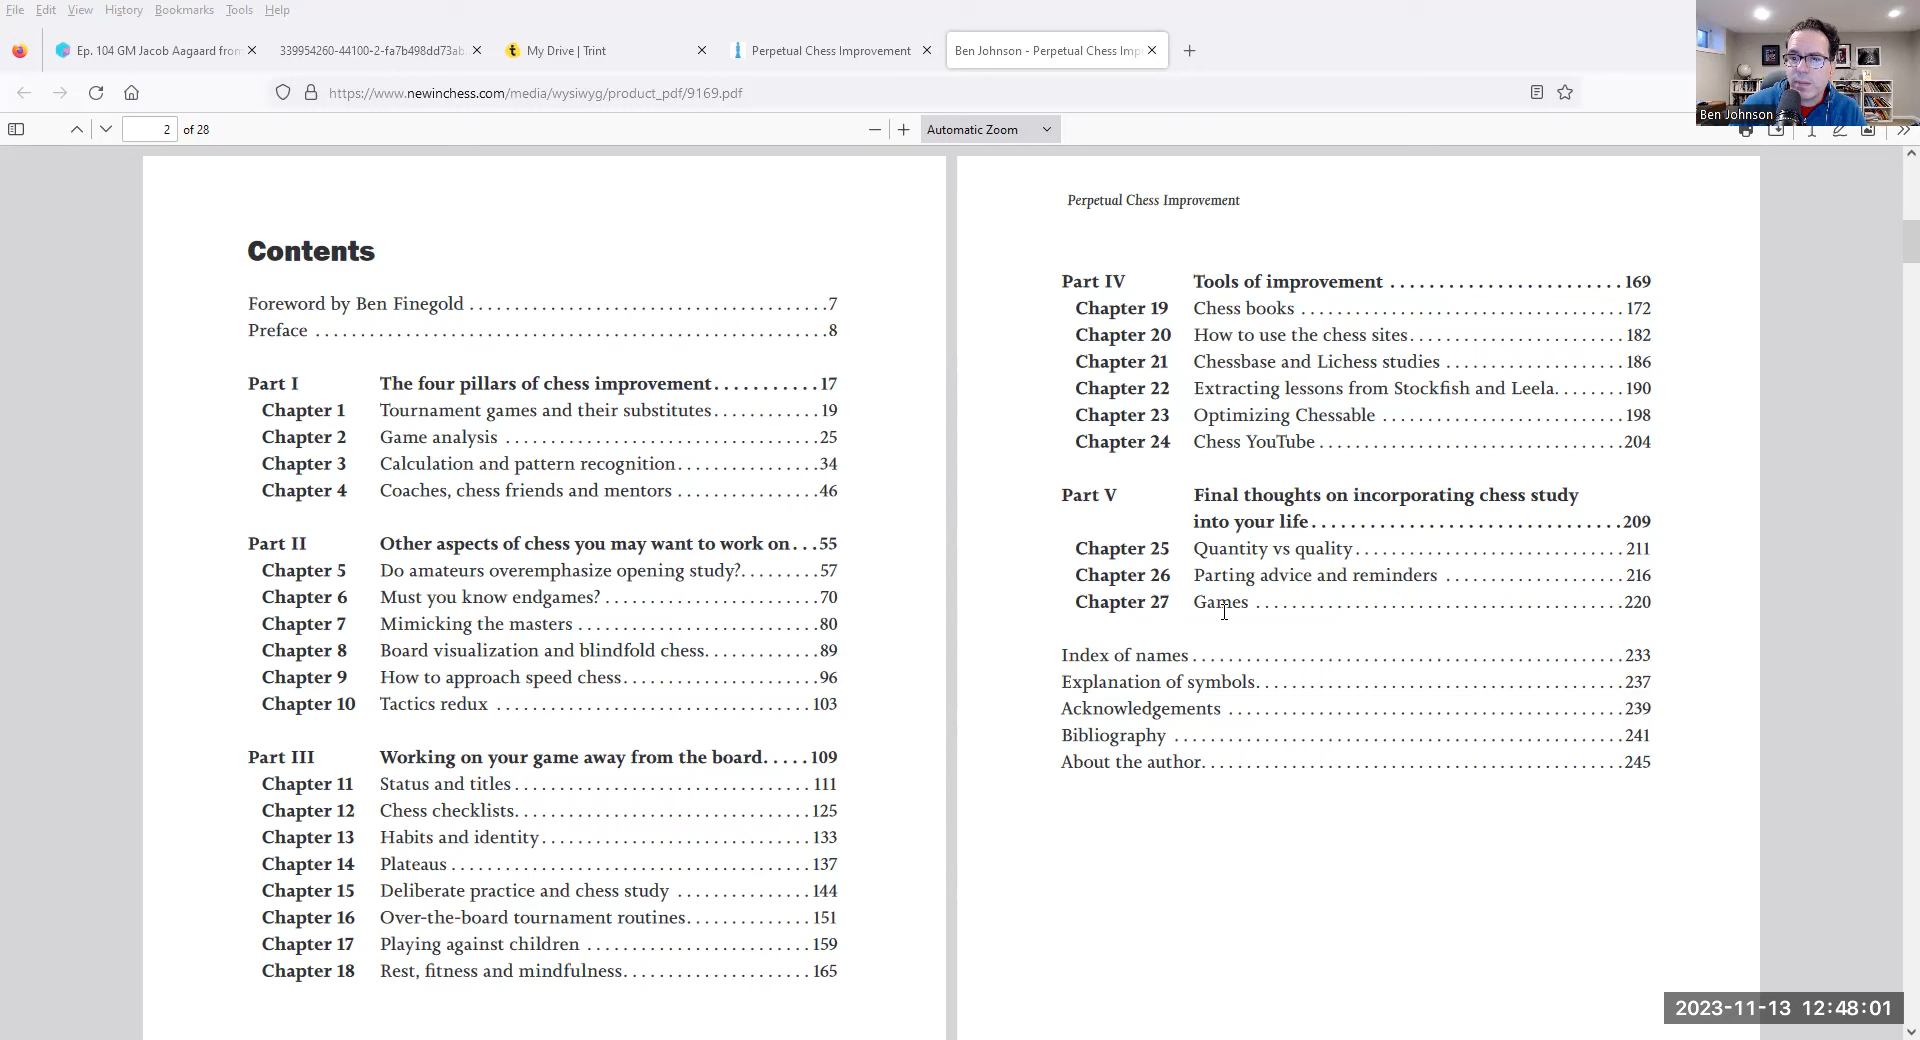 File Edit View History Bookmarks Tools Help
Ep. 104 GM Jacob Aagaard from
339954260-44100-2-fa7b498dd73ab
My Drive | Trint
Perpetual Chess Improvement
Ben Johnson - Perpetual Chess Imp
https://www.newinchess.com/media/wysiwyg/product_pdf/9169.pdf
Ben Johnson
2 of 28
Automatic Zoom
Contents
Foreword by Ben Finegold 7
Preface 8
Part I The four pillars of chess improvement 17
Chapter 1 Tournament games and their substitutes 19
Chapter 2 Game analysis 25
Chapter 3 Calculation and pattern recognition 34
Chapter 4 Coaches, chess friends and mentors 46
Part II Other aspects of chess you may want to work on 55
Chapter 5 Do amateurs overemphasize opening study? 57
Chapter 6 Must you know endgames? 70
Chapter 7 Mimicking the masters 80
Chapter 8 Board visualization and blindfold chess 89
Chapter 9 How to approach speed chess 96
Chapter 10 Tactics redux 103
Part III Working on your game away from the board 109
Chapter 11 Status and titles 111
Chapter 12 Chess checklists 125
Chapter 13 Habits and identity 133
Chapter 14 Plateaus 137
Chapter 15 Deliberate practice and chess study 144
Chapter 16 Over-the-board tournament routines 151
Chapter 17 Playing against children 159
Chapter 18 Rest, fitness and mindfulness 165
Perpetual Chess Improvement
Part IV Tools of improvement 169
Chapter 19 Chess books 172
Chapter 20 How to use the chess sites 182
Chapter 21 Chessbase and Lichess studies 186
Chapter 22 Extracting lessons from Stockfish and Leela 190
Chapter 23 Optimizing Chessable 198
Chapter 24 Chess YouTube 204
Part V Final thoughts on incorporating chess study
into your life 209
Chapter 25 Quantity vs quality 211
Chapter 26 Parting advice and reminders 216
Chapter 27 Games 220
Index of names 233
Explanation of symbols 237
Acknowledgements 239
Bibliography 241
About the author 245
2023-11-13 12:48:01